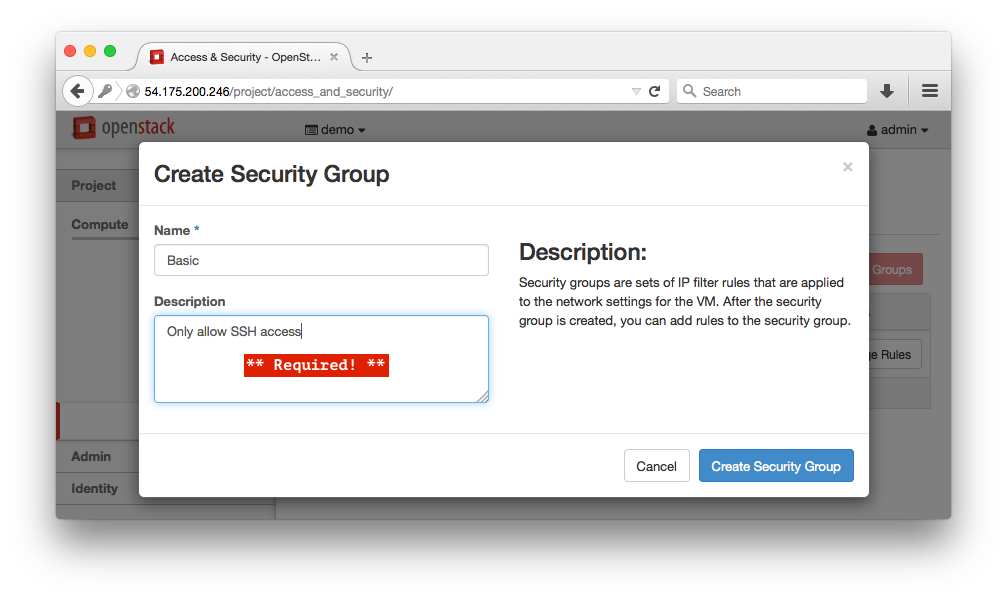 Access & Security - OpenSt...
54.175.200.246/project/access_and_security/
Search
openstack
demo
admin
Project
Compute
Admin
Identity
Groups
ge Rules
Create Security Group
×
Name *
Basic
Description
Only allow SSH access
** Required! **
Description:
Security groups are sets of IP filter rules that are applied
to the network settings for the VM. After the security
group is created, you can add rules to the security group.
Cancel
Create Security Group